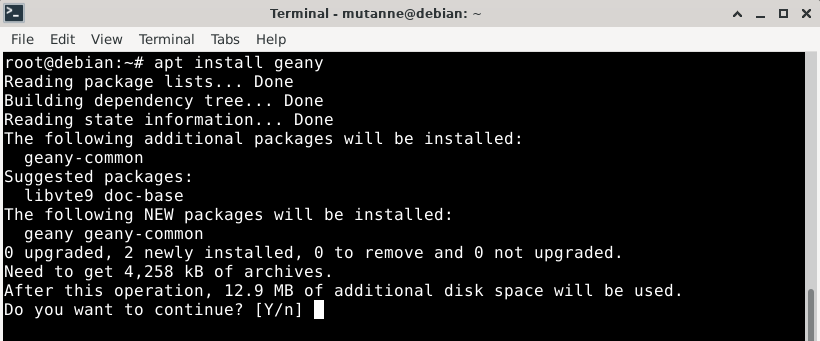 Terminal - mutanne@debian: ~
File Edit View Terminal Tabs Help
root@debian:~# apt install geany
Reading package lists... Done
Building dependency tree... Done
Reading state information... Done
The following additional packages will be installed:
  geany-common
Suggested packages:
  libvte9 doc-base
The following NEW packages will be installed:
  geany geany-common
0 upgraded, 2 newly installed, 0 to remove and 0 not upgraded.
Need to get 4,258 kB of archives.
After this operation, 12.9 MB of additional disk space will be used.
Do you want to continue? [Y/n]